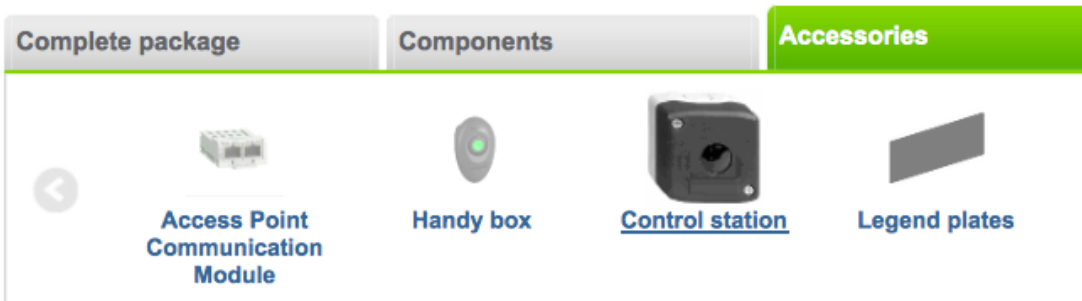 Complete package
Components
Accessories
Access Point
Communication
Module
Handy box
Control station
Legend plates